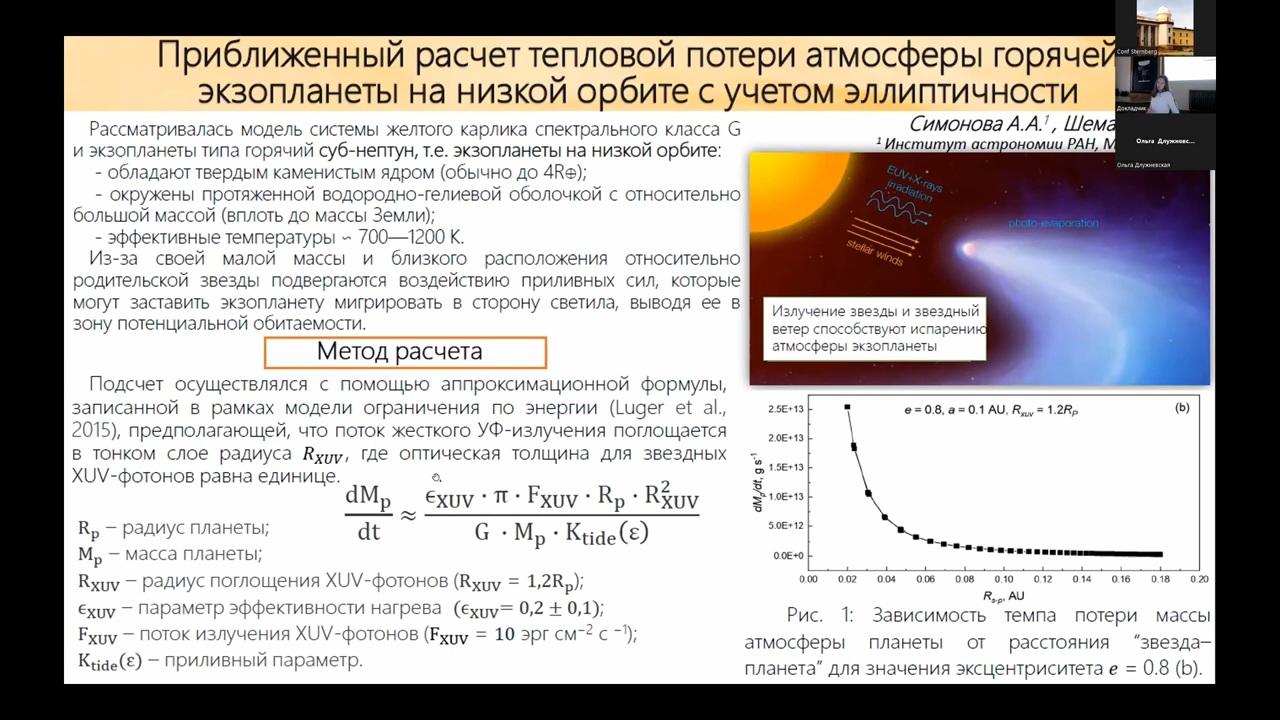 Приближенный расчет тепловой потери атмосферы горячей
экзопланеты на низкой орбите с учетом эллиптичности
Conf Sternberg
Докладчик
Ольга Длужневс...
Ольга Длужневская
Симонова А.А.¹, Шема
¹ Институт астрономии РАН, М
Рассматривалась модель системы желтого карлика спектрального класса G
и экзопланеты типа горячий суб-нептун, т.е. экзопланеты на низкой орбите:
- обладают твердым каменистым ядром (обычно до 4R⊕);
- окружены протяженной водородно-гелиевой оболочкой с относительно
большой массой (вплоть до массы Земли);
- эффективные температуры ~ 700—1200 К.
Из-за своей малой массы и близкого расположения относительно
родительской звезды подвергаются воздействию приливных сил, которые
могут заставить экзопланету мигрировать в сторону светила, выводя ее в
зону потенциальной обитаемости.
Метод расчета
Подсчет осуществлялся с помощью аппроксимационной формулы,
записанной в рамках модели ограничения по энергии (Luger et al.,
2015), предполагающей, что поток жесткого УФ-излучения поглощается
в тонком слое радиуса R_XUV, где оптическая толщина для звездных
XUV-фотонов равна единице.
dM_p/dt ≈ (ϵ_XUV · π · F_XUV · R_p · R²_XUV)/(G · M_p · K_tide(ε))
R_p – радиус планеты;
M_p – масса планеты;
R_XUV – радиус поглощения XUV-фотонов (R_XUV = 1,2R_p);
ϵ_XUV – параметр эффективности нагрева (ϵ_XUV= 0,2 ± 0,1);
F_XUV – поток излучения XUV-фотонов (F_XUV = 10 эрг см⁻² с ⁻¹);
K_tide(ε) – приливный параметр.
EUV+X-rays
irradiation
stellar winds
photo-evaporation
Излучение звезды и звездный
ветер способствуют испарению
атмосферы экзопланеты
e = 0.8, a = 0.1 AU, R_XUV = 1.2R_P
(b)
dM_p/dt, g s⁻¹
2.5E+13
2.0E+13
1.5E+13
1.0E+13
5.0E+12
0.0E+0
0.00 0.02 0.04 0.06 0.08 0.10 0.12 0.14 0.16 0.18 0.20
R_s-p, AU
Рис. 1: Зависимость темпа потери массы
атмосферы планеты от расстояния “звезда–
планета” для значения эксцентриситета e = 0.8 (b).